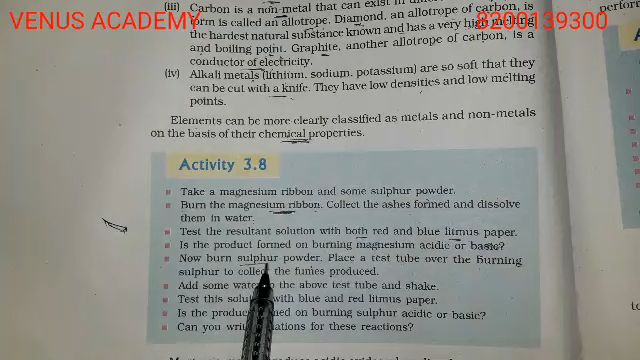 VENUS ACADEMY
8200139300
(iii) Carbon is a non-metal that can exist in
form is called an allotrope. Diamond, an allotrope of carbon, is
the hardest natural substance known and has a very high melting
and boiling point. Graphite, another allotrope of carbon, is a
conductor of electricity.
(iv) Alkali metals (lithium, sodium, potassium) are so soft that they
can be cut with a knife. They have low densities and low melting
points.
Elements can be more clearly classified as metals and non-metals
on the basis of their chemical properties.
Activity 3.8
Take a magnesium ribbon and some sulphur powder.
Burn the magnesium ribbon. Collect the ashes formed and dissolve
them in water.
Test the resultant solution with both red and blue litmus paper.
Is the product formed on burning magnesium acidic or basic?
Now burn sulphur powder. Place a test tube over the burning
sulphur to collect the fumes produced.
Add some water the above test tube and shake.
Test this with blue and red litmus paper.
Is the on burning sulphur acidic or basic?
Can you for these reactions?
perform
to